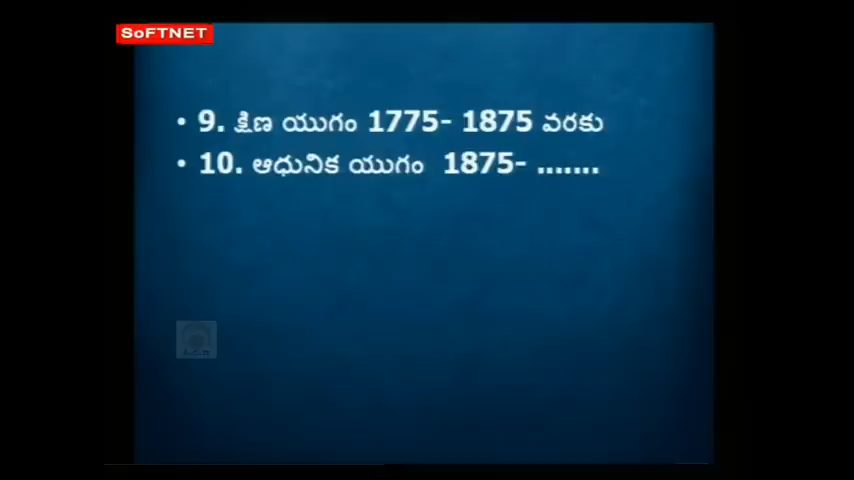 SoFTNET
• 9. క్షిణ యుగం 1775- 1875 వరకు
• 10. ఆధునిక యుగం 1875- .......